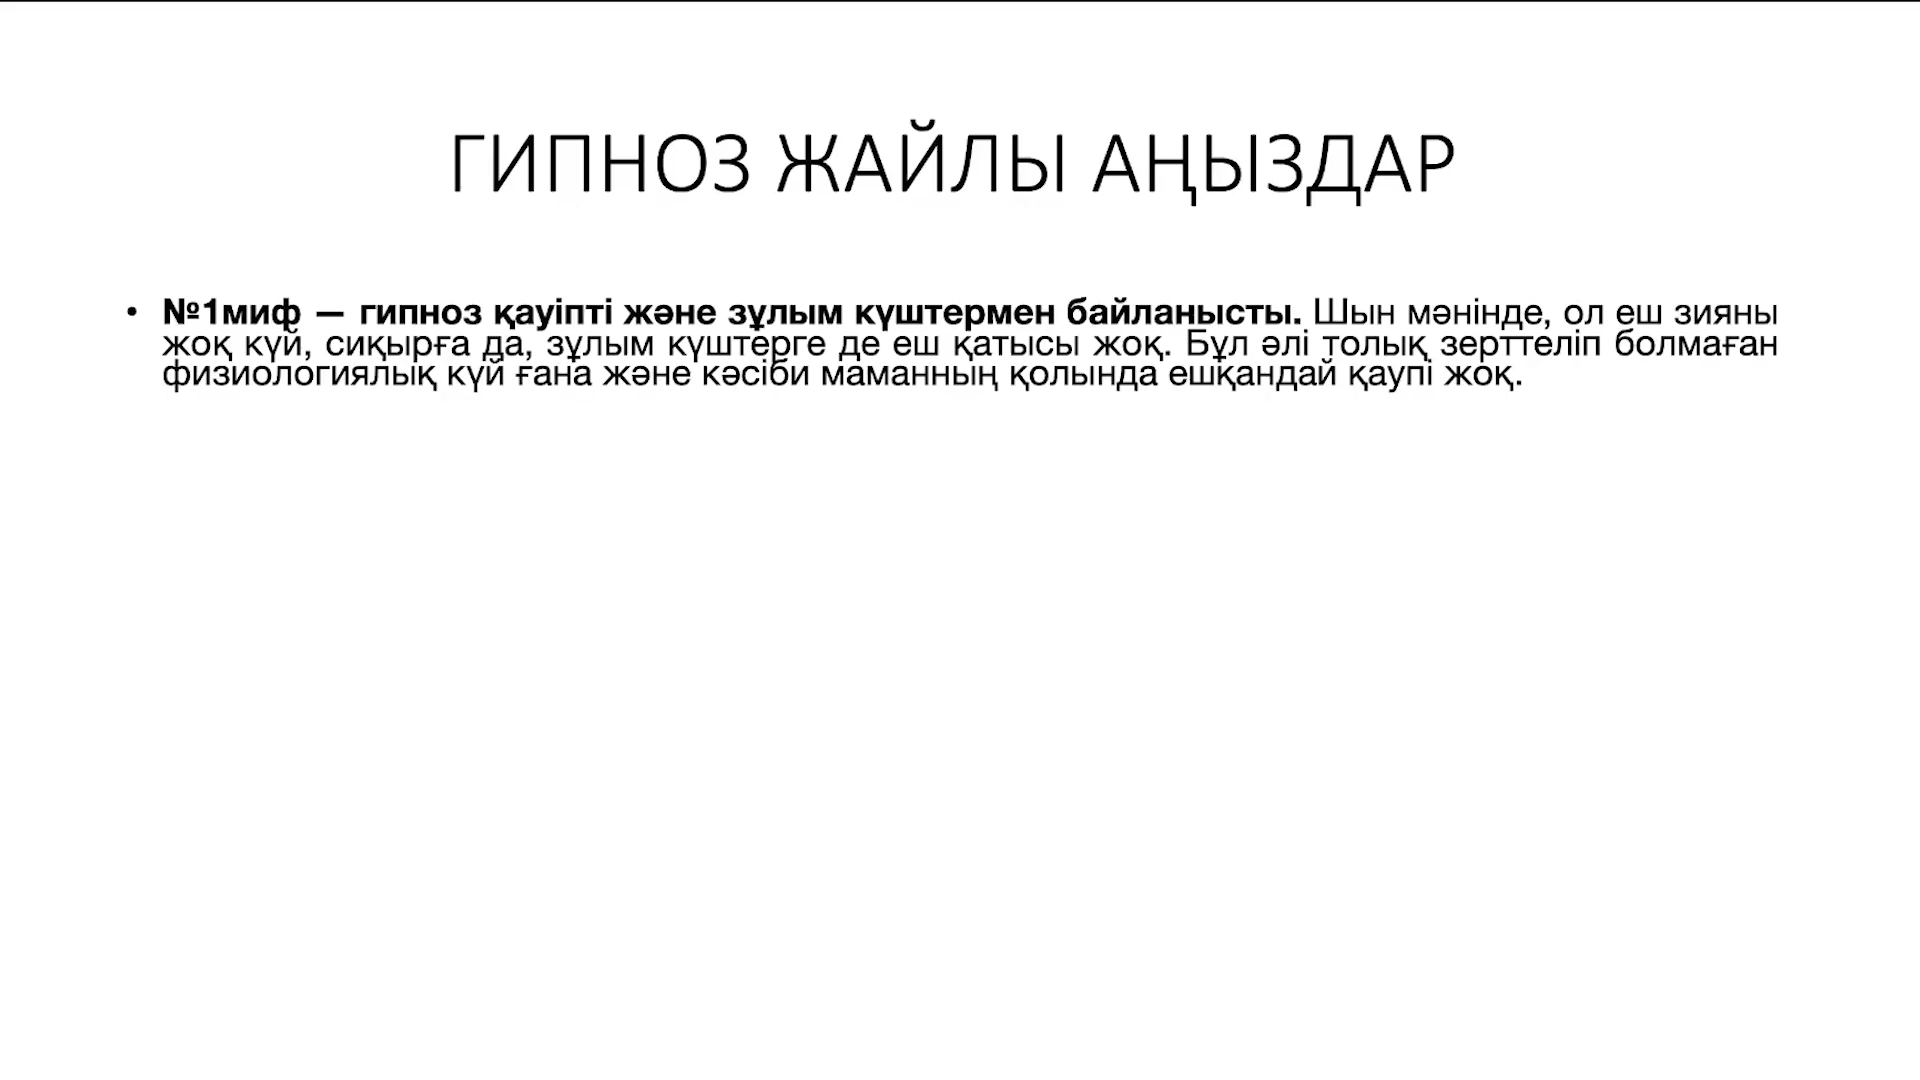 ГИПНОЗ ЖАЙЛЫ АҢЫЗДАР
• №1миф — гипноз қауіпті және зұлым күштермен байланысты. Шын мәнінде, ол еш зияны
жоқ күй, сиқырға да, зұлым күштерге де еш қатысы жоқ. Бұл әлі толық зерттеліп болмаған
физиологиялық күй ғана және кәсіби маманның қолында ешқандай қаупі жоқ.